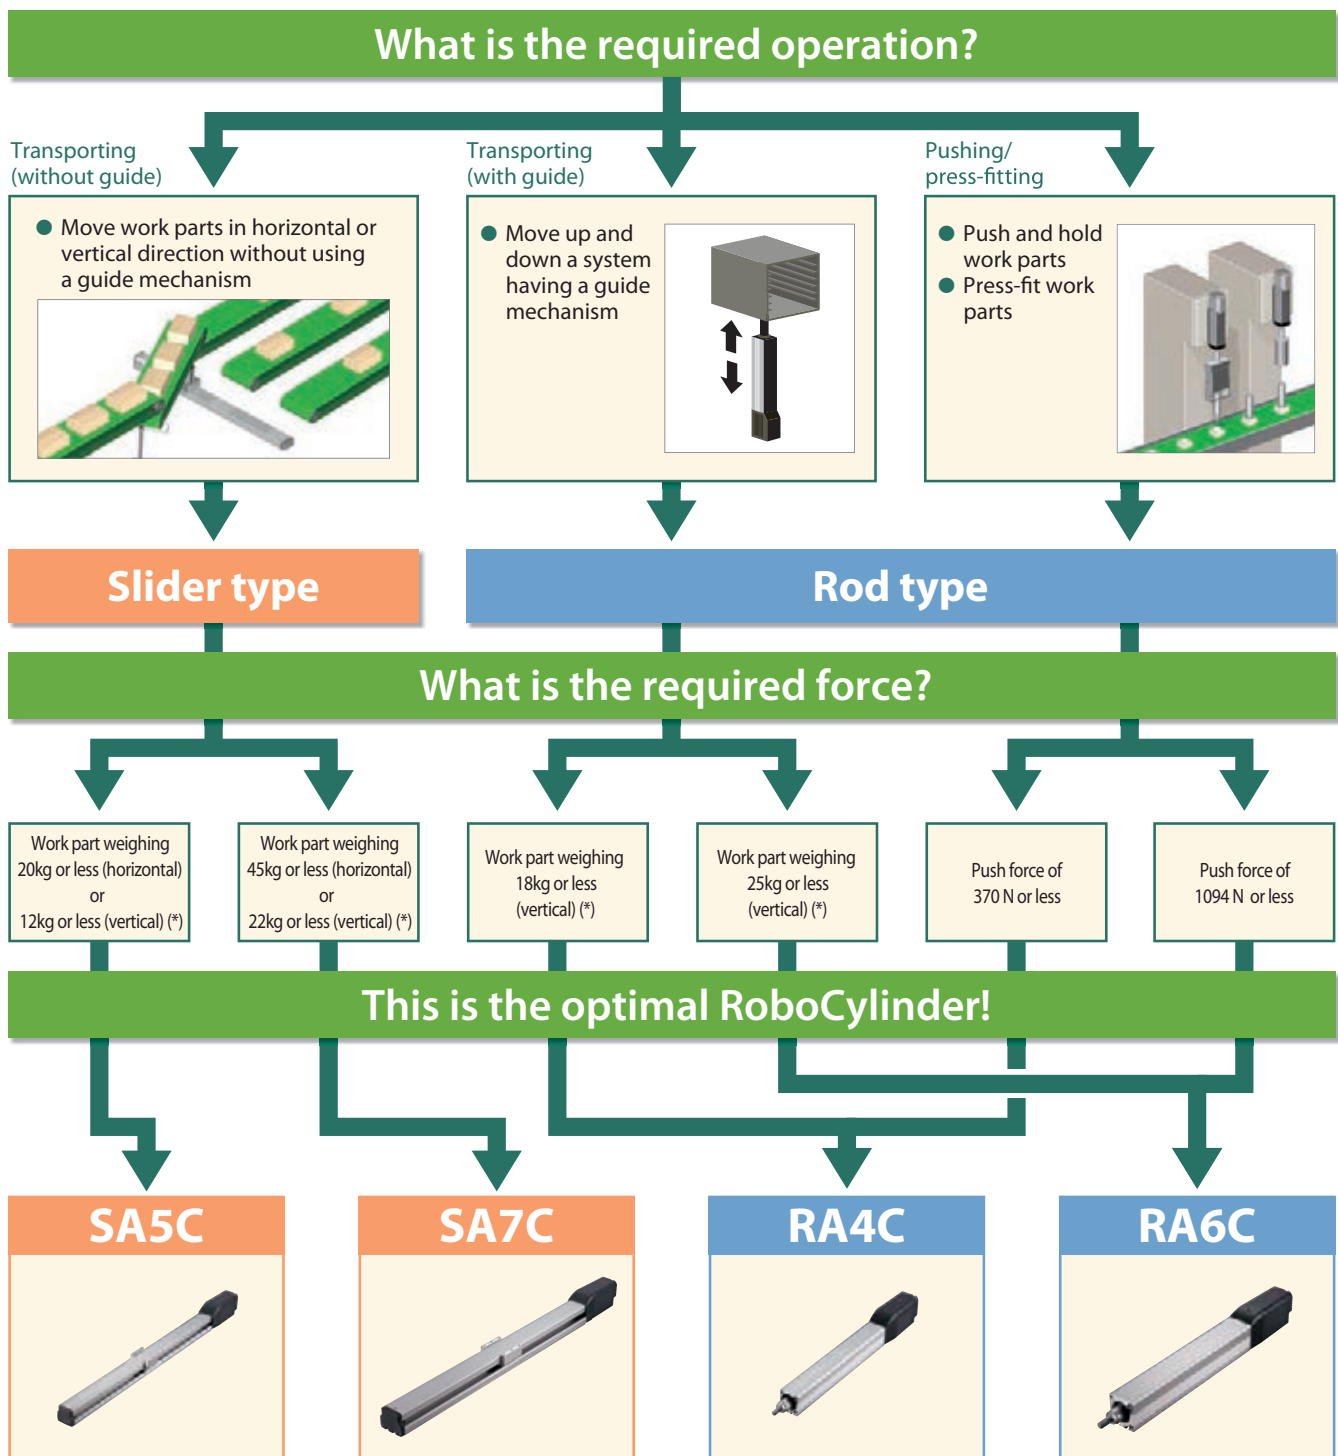 What is the required operation?
Transporting
(without guide)
● Move work parts in horizontal or
vertical direction without using
a guide mechanism
Transporting
(with guide)
● Move up and
down a system
having a guide
mechanism
Pushing/
press-fitting
● Push and hold
work parts
● Press-fit work
parts
Slider type
Rod type
What is the required force?
Work part weighing
20kg or less (horizontal)
or
12kg or less (vertical) (*)
Work part weighing
45kg or less (horizontal)
or
22kg or less (vertical) (*)
Work part weighing
18kg or less
(vertical) (*)
Work part weighing
25kg or less
(vertical) (*)
Push force of
370 N or less
Push force of
1094 N or less
This is the optimal RoboCylinder!
SA5C
SA7C
RA4C
RA6C